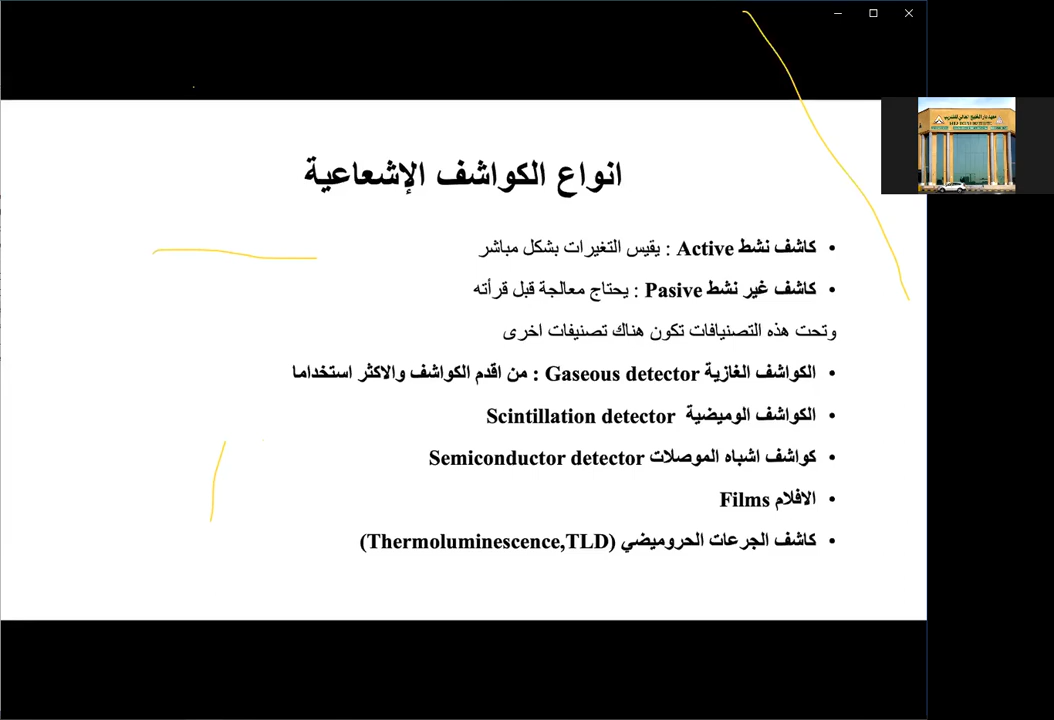 انواع الكواشف الإشعاعية
• كاشف نشط Active : يقيس التغيرات بشكل مباشر
• كاشف غير نشط Pasive : يحتاج معالجة قبل قرأته
وتحت هذه التصنيافات تكون هناك تصنيفات اخرى
• الكواشف الغازية Gaseous detector : من اقدم الكواشف والاكثر استخداما
• الكواشف الوميضية Scintillation detector
• كواشف اشباه الموصلات Semiconductor detector
• الافلام Films
• كاشف الجرعات الحروميضي (Thermoluminescence,TLD)